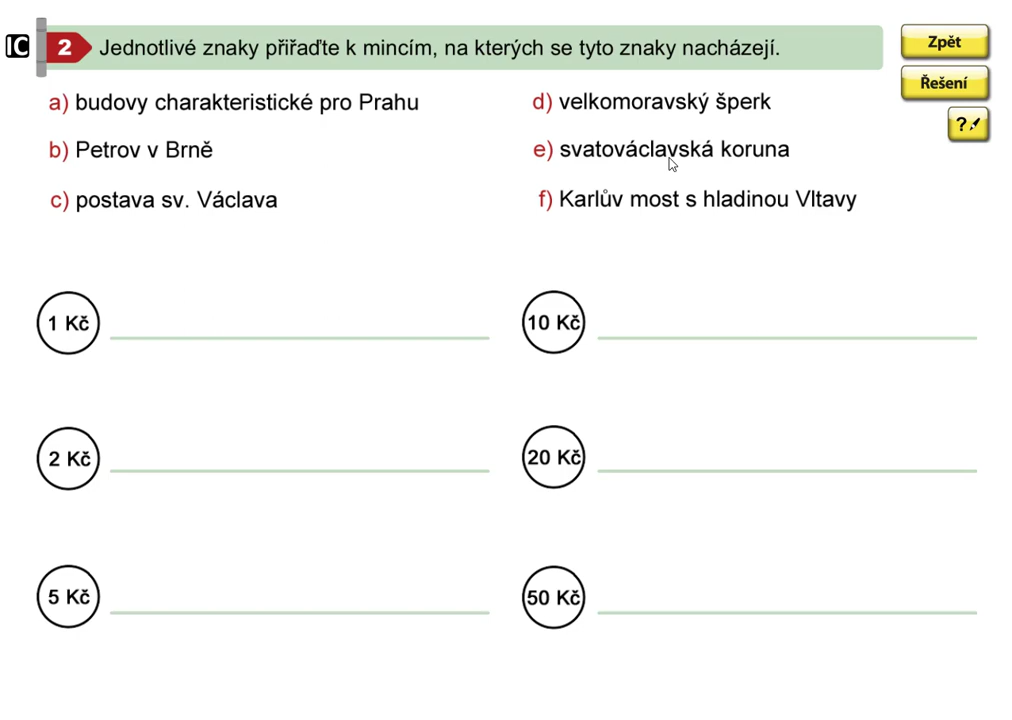 IC
2 Jednotlivé znaky přiřaďte k mincím, na kterých se tyto znaky nacházejí.
Zpět
Řešení
?
a) budovy charakteristické pro Prahu
b) Petrov v Brně
c) postava sv. Václava
d) velkomoravský šperk
e) svatováclavská koruna
f) Karlův most s hladinou Vltavy
1 Kč
10 Kč
2 Kč
20 Kč
5 Kč
50 Kč